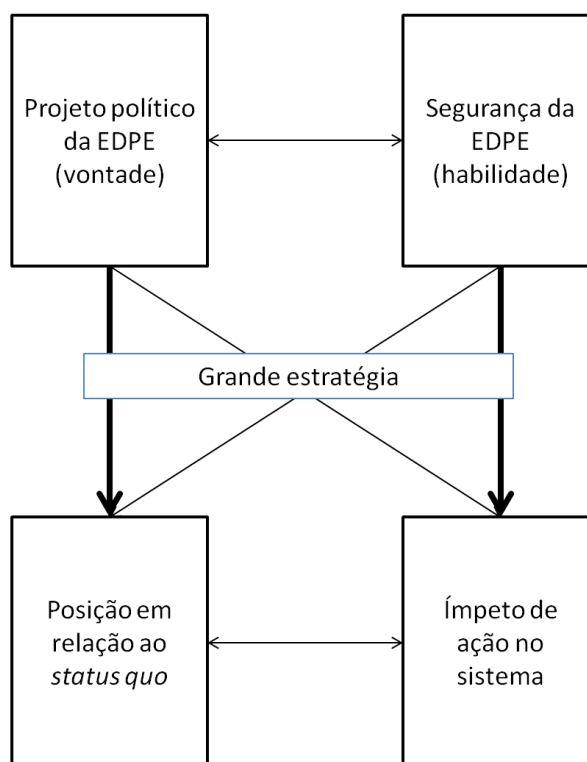 Projeto político
da EDPE
(vontade)
Segurança da
EDPE
(habilidade)
Grande estratégia
Posição em
relação ao
status quo
Ímpeto de
ação no
sistema